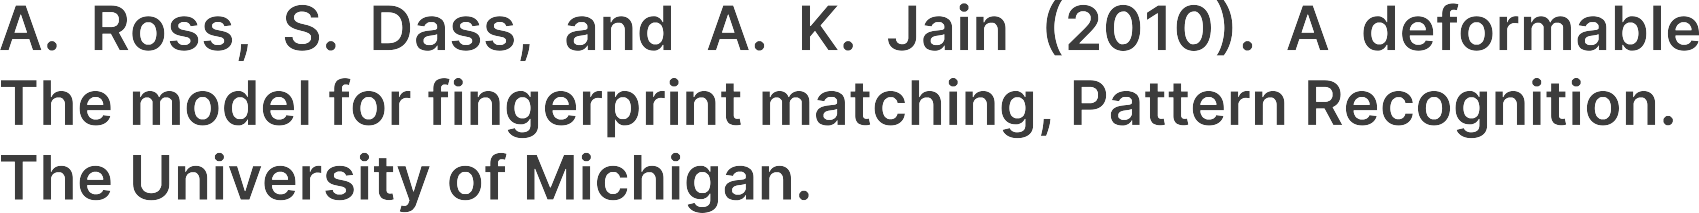 A. Ross, S. Dass, and A. K. Jain (2010). A deformable
The model for fingerprint matching, Pattern Recognition.
The University of Michigan.